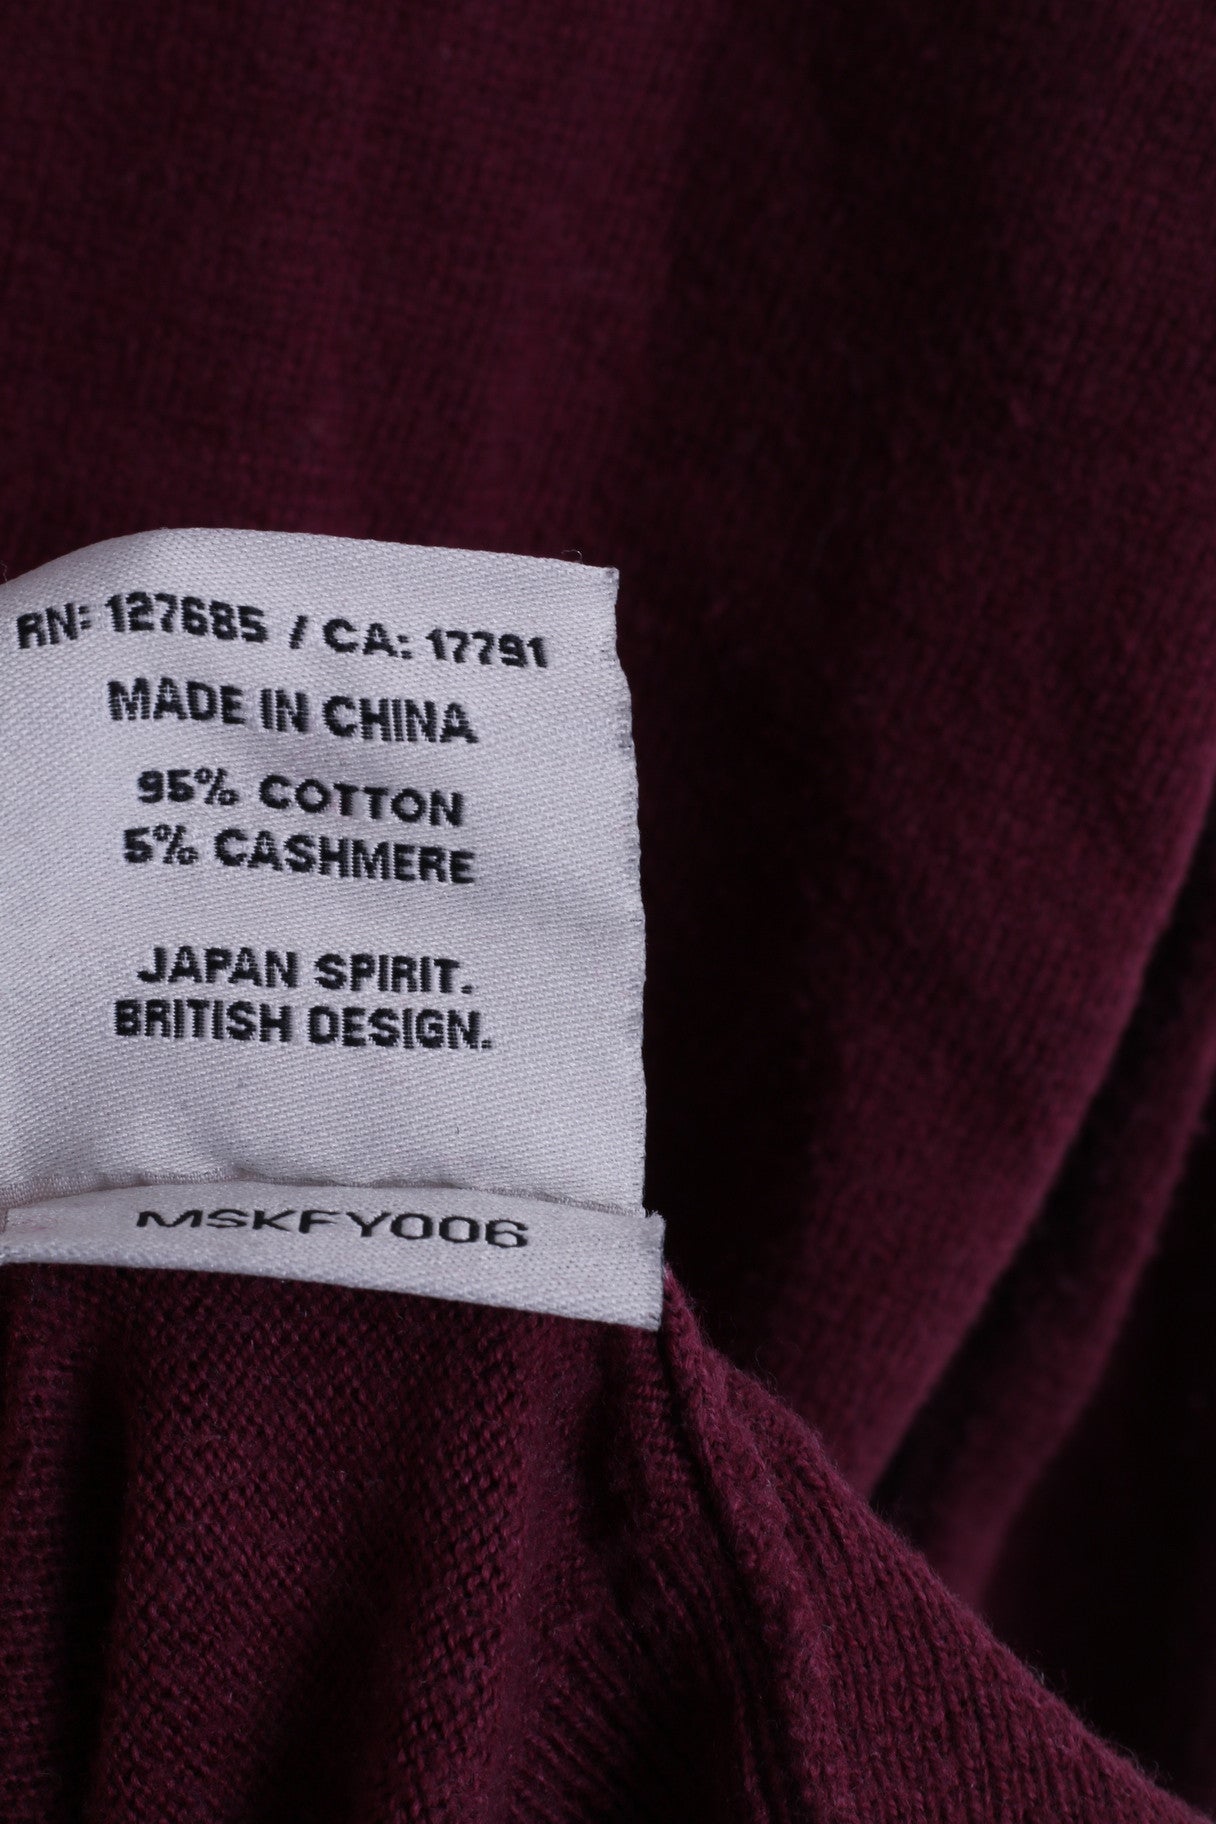 RN: 127685 / CA: 17791
MADE IN CHINA
95% COTTON
5% CASHMERE
JAPAN SPIRIT.
BRITISH DESIGN.
MSKFY006